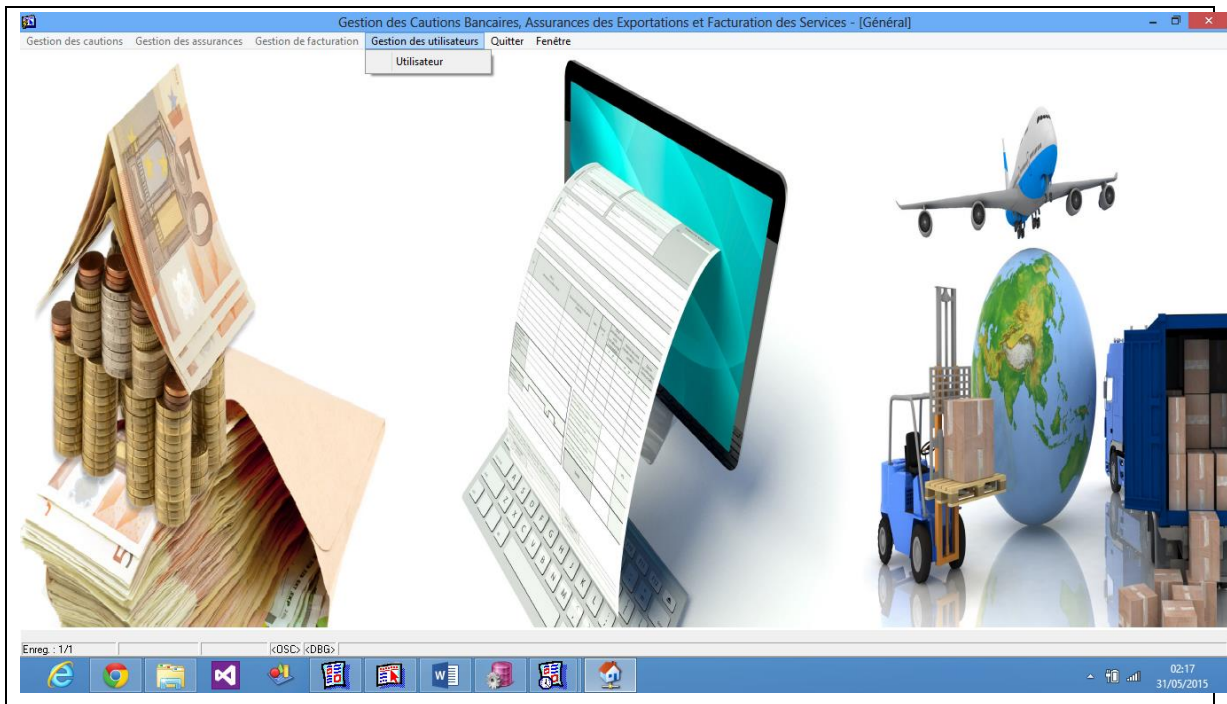 Gestion des Cautions Bancaires, Assurances des Exportations et Facturation des Services - [Général]
Gestion des cautions Gestion des assurances Gestion de facturation Gestion des utilisateurs Quitter Fenêtre
Utilisateur
Enreg. : 1/1 <OSC> <DBG>
02:17
31/05/2015